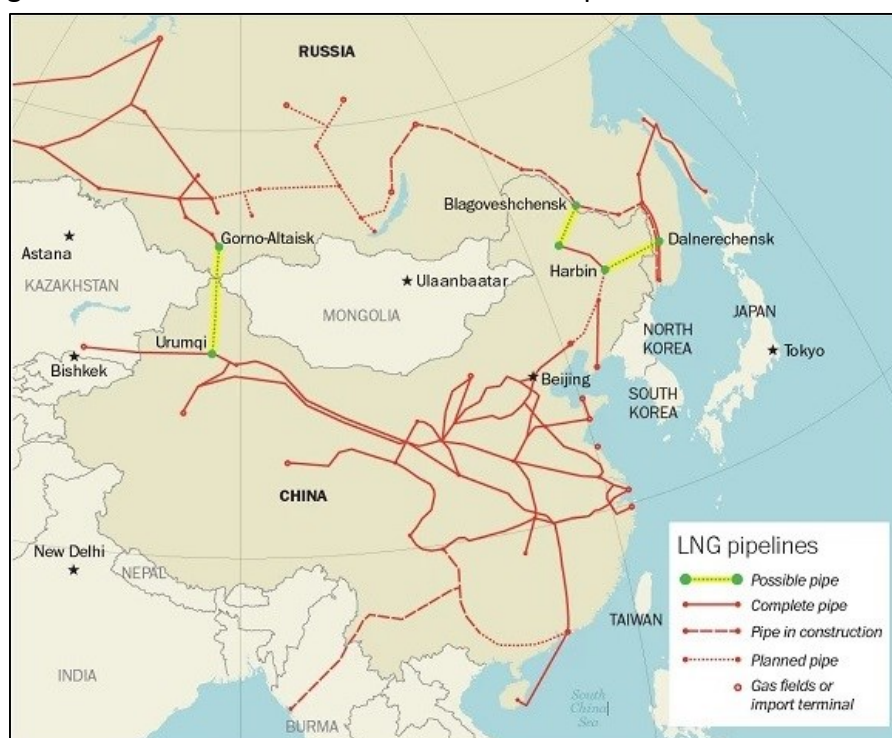 RUSSIA
Blagoveshchensk
Gorno-Altaisk
Dalnerechensk
Astana
Harbin
KAZAKHSTAN
Ulaanbaatar
MONGOLIA
JAPAN
Urumqi
NORTH
KOREA
Tokyo
Bishkek
Beijing
SOUTH
KOREA
CHINA
New Delhi
NEPAL
TAIWAN
INDIA
BURMA
South
China
Sea
LNG pipelines
Possible pipe
Complete pipe
Pipe in construction
Planned pipe
Gas fields or
import terminal